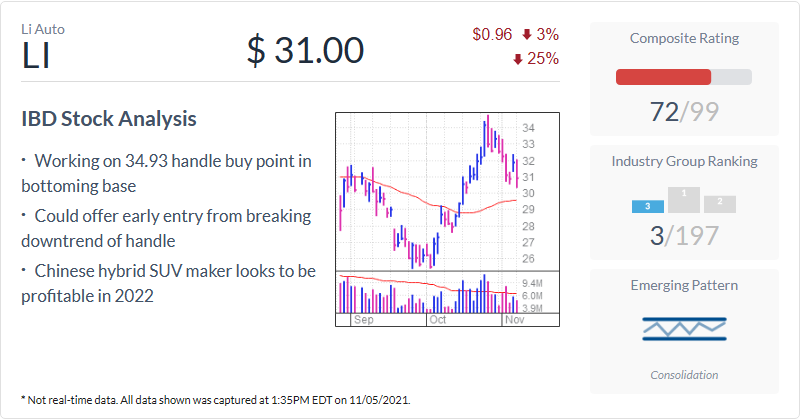 Li Auto
LI
$ 31.00
$0.96 3%
25%
IBD Stock Analysis
· Working on 34.93 handle buy point in
bottoming base
· Could offer early entry from breaking
downtrend of handle
· Chinese hybrid SUV maker looks to be
profitable in 2022
34
33
32
31
30
29
28
27
26
9.4M
6.0M
3.9M
Sep Oct Nov
Composite Rating
72/99
Industry Group Ranking
3 1 2
3/197
Emerging Pattern
Consolidation
* Not real-time data. All data shown was captured at 1:35PM EDT on 11/05/2021.